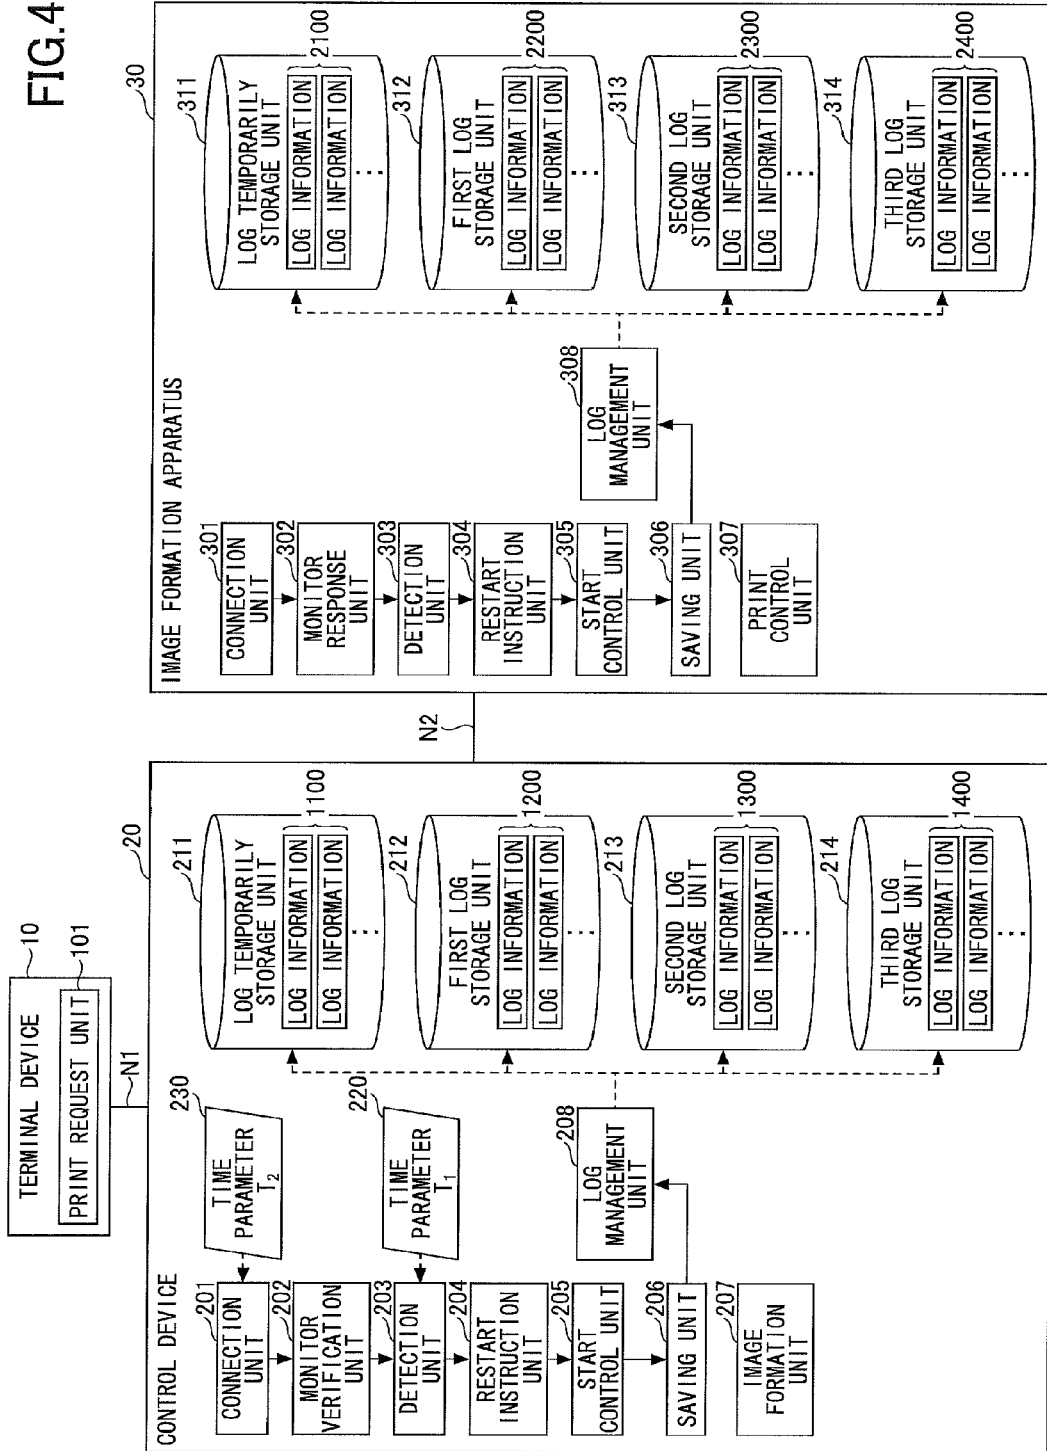 FIG.4
10
TERMINAL DEVICE
101
PRINT REQUEST UNIT
N1
20
CONTROL DEVICE
230
TIME
PARAMETER
T2
201
CONNECTION
UNIT
202
MONITOR
VERIFICATION
UNIT
220
TIME
PARAMETER
T1
203
DETECTION
UNIT
204
RESTART
INSTRUCTION
UNIT
205
START
CONTROL UNIT
206
SAVING UNIT
207
IMAGE
FORMATION
UNIT
208
LOG
MANAGEMENT
UNIT
211
LOG TEMPORARILY
STORAGE UNIT
LOG INFORMATION
LOG INFORMATION
1100
212
FIRST LOG
STORAGE UNIT
LOG INFORMATION
LOG INFORMATION
1200
213
SECOND LOG
STORAGE UNIT
LOG INFORMATION
LOG INFORMATION
1300
214
THIRD LOG
STORAGE UNIT
LOG INFORMATION
LOG INFORMATION
1400
N2
30
IMAGE FORMATION APPARATUS
301
CONNECTION
UNIT
302
MONITOR
RESPONSE
UNIT
303
DETECTION
UNIT
304
RESTART
INSTRUCTION
UNIT
305
START
CONTROL UNIT
306
SAVING UNIT
307
PRINT
CONTROL
UNIT
308
LOG
MANAGEMENT
UNIT
311
LOG TEMPORARILY
STORAGE UNIT
LOG INFORMATION
LOG INFORMATION
2100
312
FIRST LOG
STORAGE UNIT
LOG INFORMATION
LOG INFORMATION
2200
313
SECOND LOG
STORAGE UNIT
LOG INFORMATION
LOG INFORMATION
2300
314
THIRD LOG
STORAGE UNIT
LOG INFORMATION
LOG INFORMATION
2400